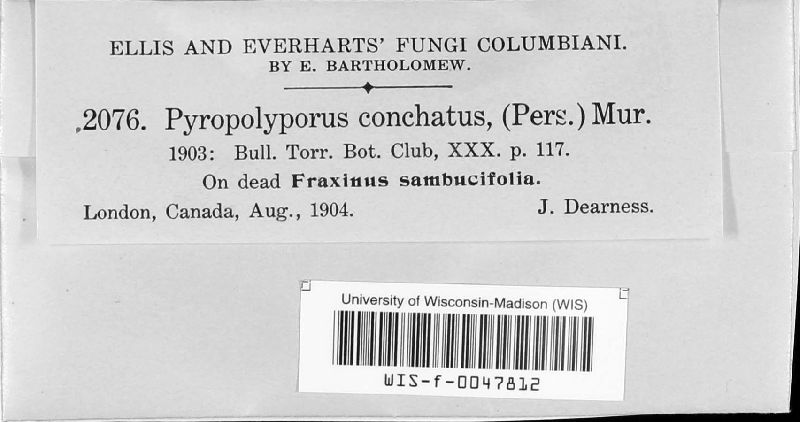 ELLIS AND EVERHARTS' FUNGI COLUMBIANI.
BY E. BARTHOLOMEW.
2076. Pyropolyporus conchatus, (Pers.) Mur.
1903: Bull. Torr. Bot. Club, XXX. p. 117.
On dead Fraxinus sambucifolia.
London, Canada, Aug., 1904. J. Dearness.
University of Wisconsin-Madison (WIS)
WIS-f-0047812